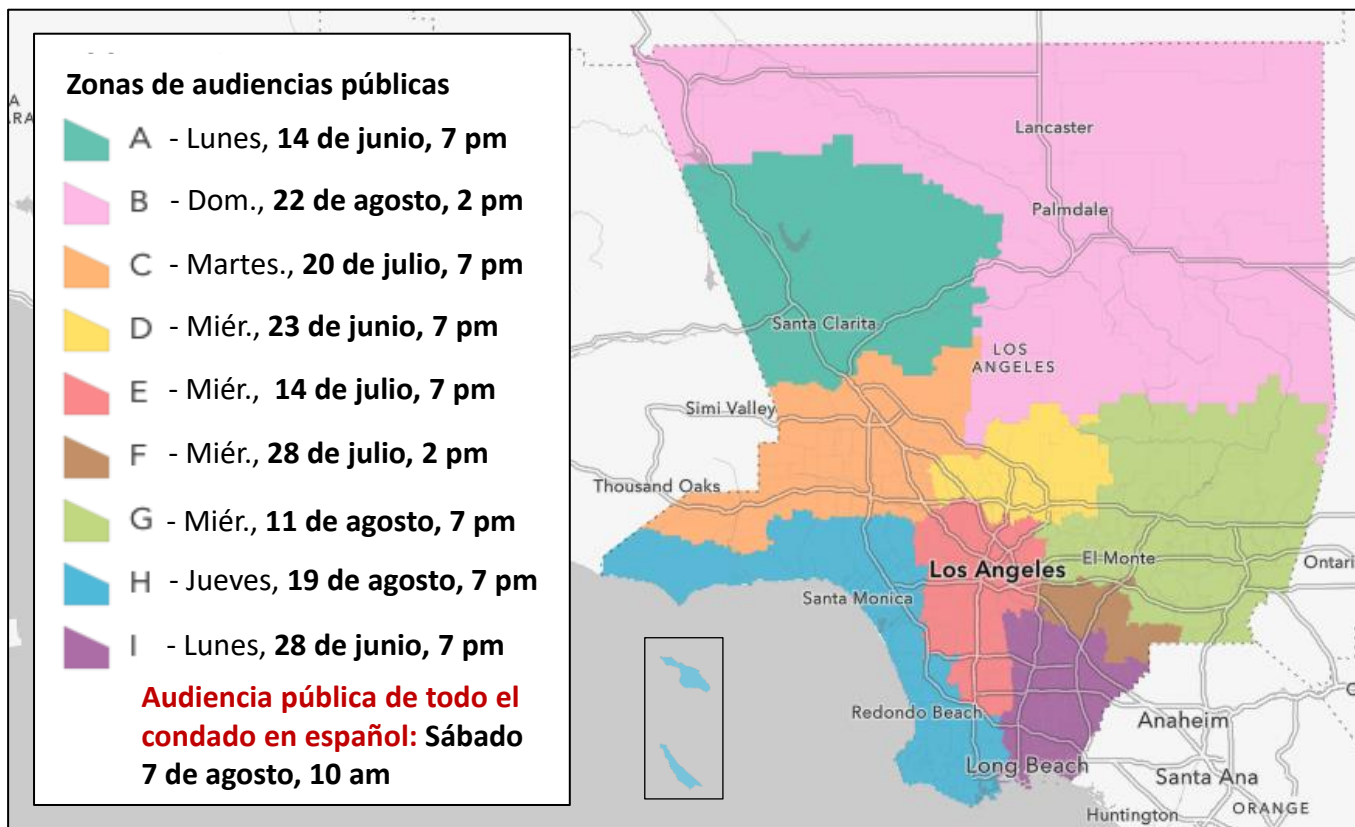 Zonas de audiencias públicas
A - Lunes, 14 de junio, 7 pm
B - Dom., 22 de agosto, 2 pm
C - Martes., 20 de julio, 7 pm
D - Miér., 23 de junio, 7 pm
E - Miér., 14 de julio, 7 pm
F - Miér., 28 de julio, 2 pm
G - Miér., 11 de agosto, 7 pm
H - Jueves, 19 de agosto, 7 pm
I - Lunes, 28 de junio, 7 pm
Audiencia pública de todo el
condado en español: Sábado
7 de agosto, 10 am
Lancaster
Palmdale
Santa Clarita
LOS
ANGELES
Simi Valley
Thousand Oaks
El Monte
Los Angeles
Ontari
Santa Monica
Redondo Beach
Anaheim
Long Beach
Santa Ana
Huntington
ORANGE